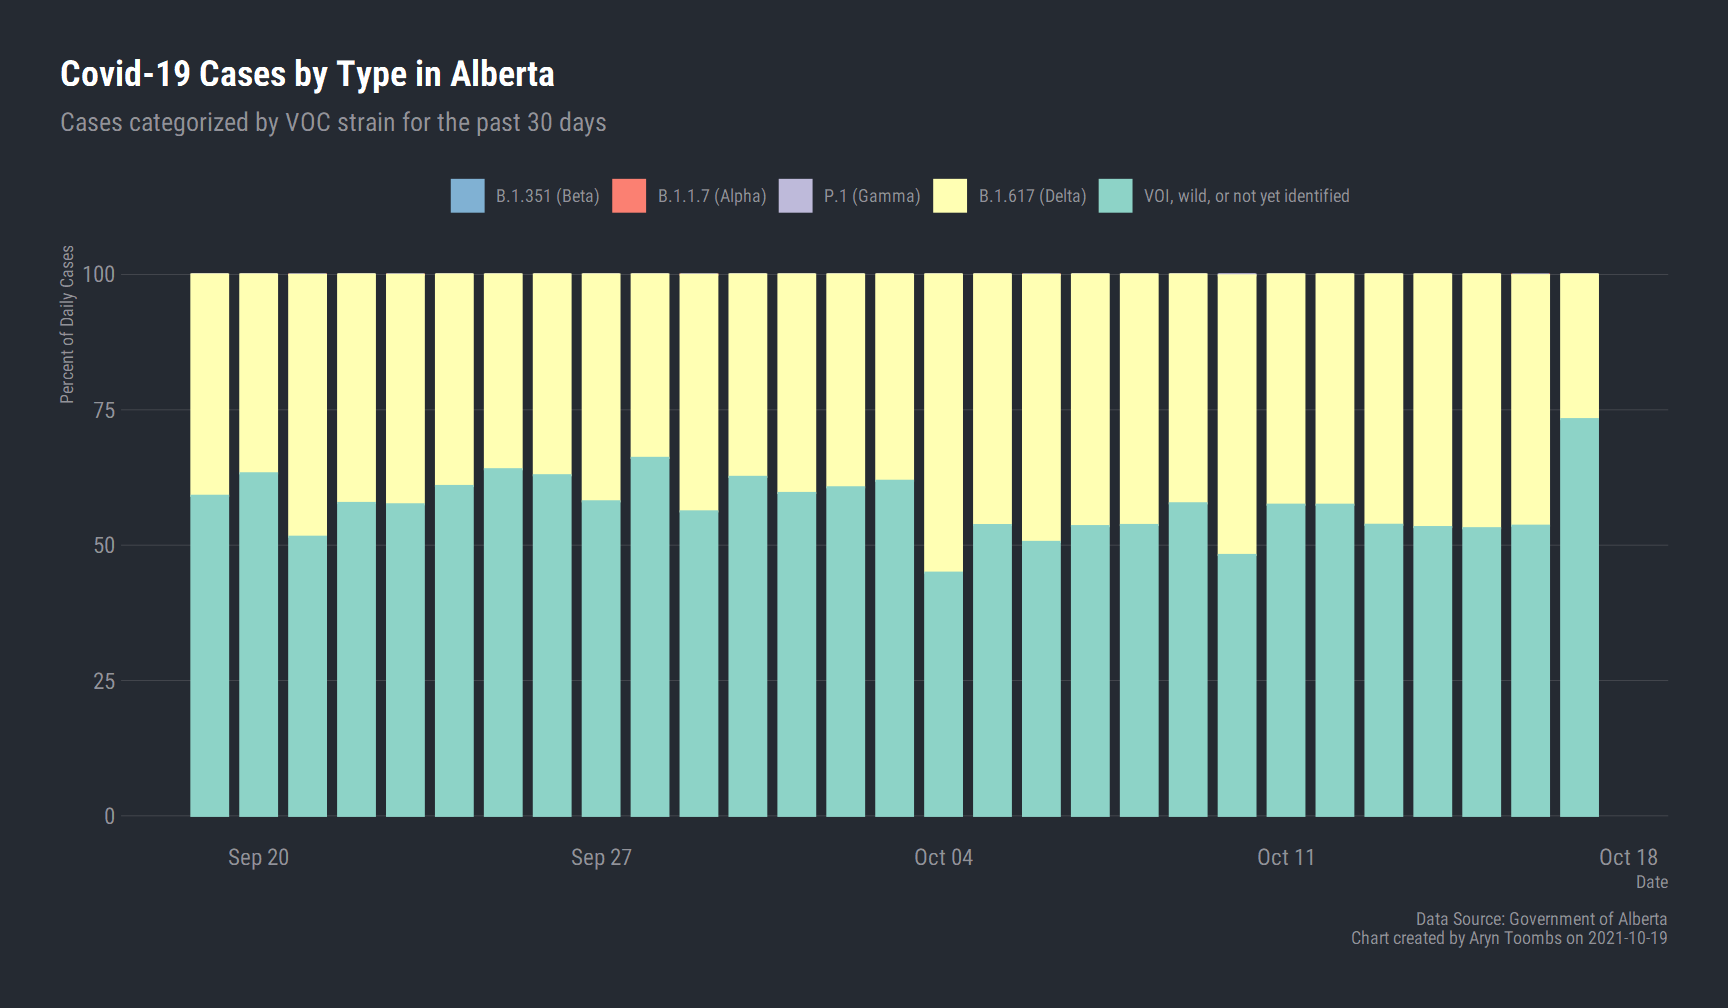 Covid-19 Cases by Type in Alberta
Cases categorized by VOC strain for the past 30 days
B.1.351 (Beta) B.1.1.7 (Alpha) P.1 (Gamma) B.1.617 (Delta) VOI, wild, or not yet identified
Percent of Daily Cases
100
75
50
25
0
Sep 20 Sep 27 Oct 04 Oct 11 Oct 18
Date
Data Source: Government of Alberta
Chart created by Aryn Toombs on 2021-10-19